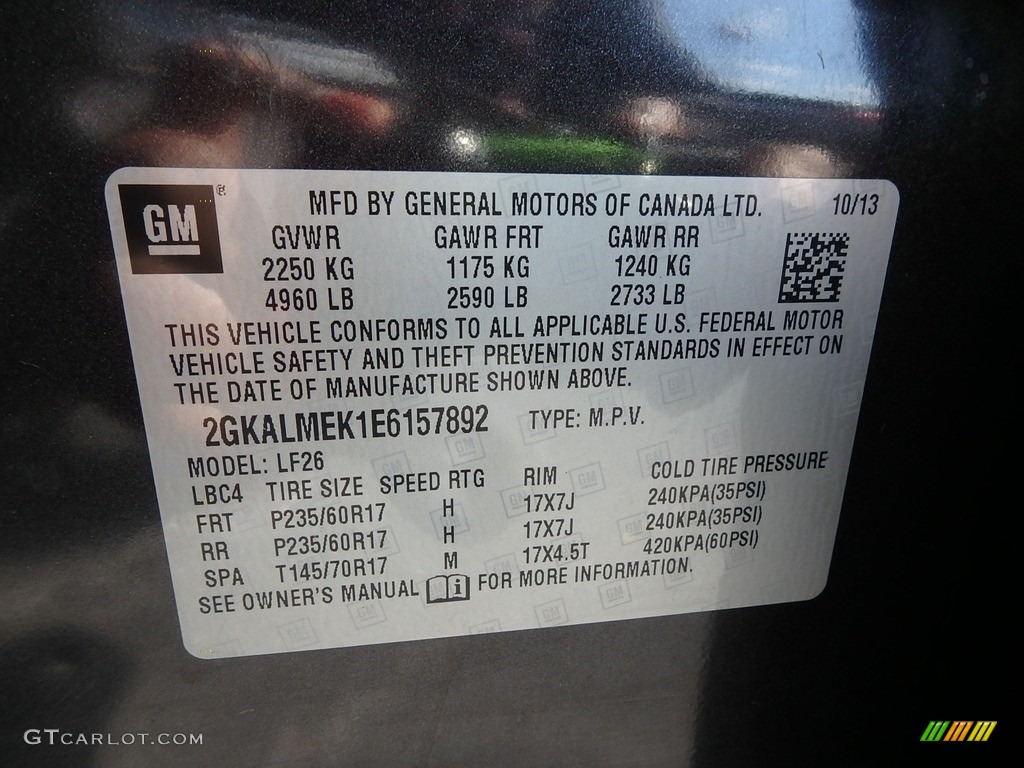 GM
MFD BY GENERAL MOTORS OF CANADA LTD. 10/13
GVWR GAWR FRT GAWR RR
2250 KG 1175 KG 1240 KG
4960 LB 2590 LB 2733 LB
THIS VEHICLE CONFORMS TO ALL APPLICABLE U.S. FEDERAL MOTOR
VEHICLE SAFETY AND THEFT PREVENTION STANDARDS IN EFFECT ON
THE DATE OF MANUFACTURE SHOWN ABOVE.
2GKALMEK1E6157892 TYPE: M.P.V.
MODEL: LF26
LBC4 TIRE SIZE SPEED RTG RIM COLD TIRE PRESSURE
FRT P235/60R17 H 17X7J 240KPA(35PSI)
RR P235/60R17 H 17X7J 240KPA(35PSI)
SPA T145/70R17 M 17X4.5T 420KPA(60PSI)
SEE OWNER'S MANUAL i FOR MORE INFORMATION.
GTCARLOT.COM